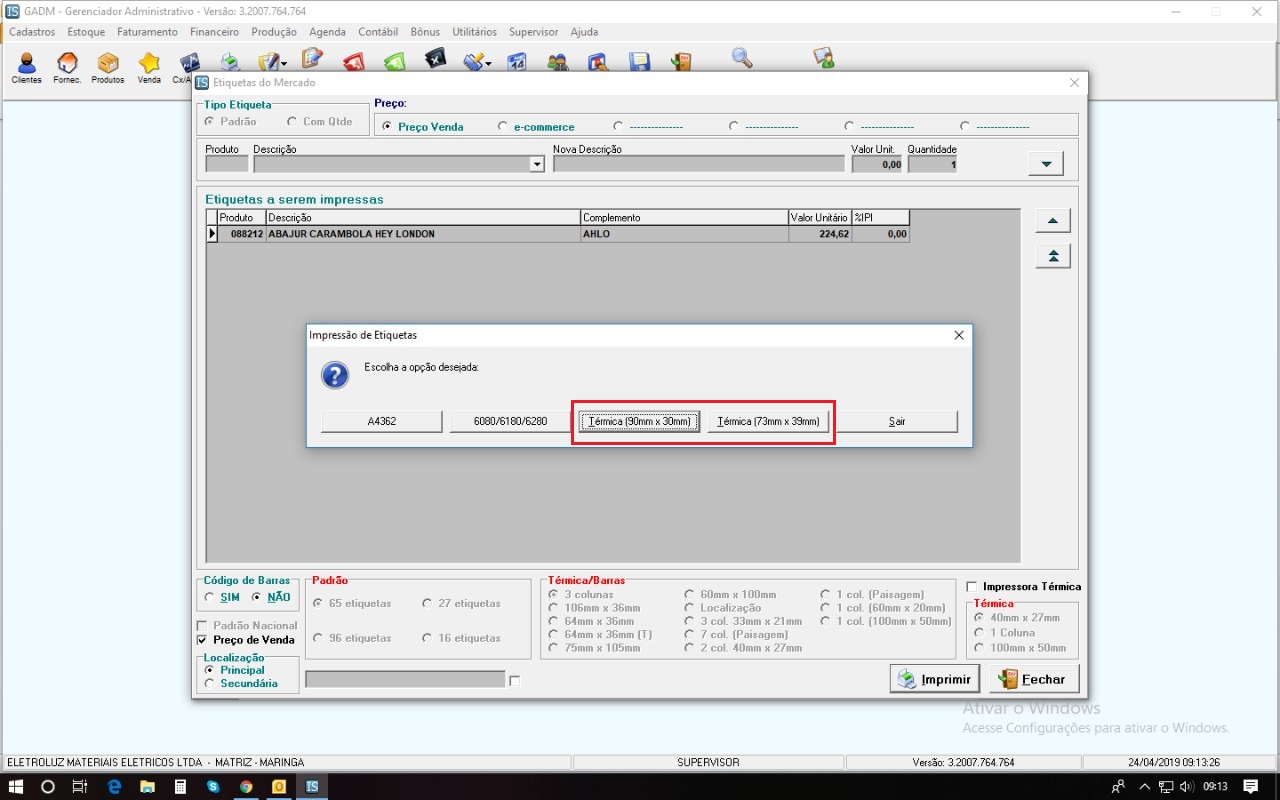 GADM - Gerenciador Administrativo - Versão: 3.2007.764.764
Cadastros Estoque Faturamento Financeiro Produção Agenda Contábil Bônus Utilitários Supervisor Ajuda
Clientes Fornec. Produtos Venda Cx/A
Etiquetas do Mercado
Tipo Etiqueta
Padrão Com Qtde
Preço:
Preço Venda e-commerce --------------- --------------- --------------- ---------------
Produto Descrição Nova Descrição Valor Unit. Quantidade
0,00 1
Etiquetas a serem impressas
Produto Descrição Complemento Valor Unitário %IPI
088212 ABAJUR CARAMBOLA HEY LONDON AHLO 224,62 0,00
Impressão de Etiquetas
Escolha a opção desejada:
A4362 6080/6180/6280 Térmica (90mm x 30mm) Térmica (73mm x 39mm) Sair
Código de Barras
SIM NÃO
Padrão Nacional
Preço de Venda
Localização
Principal
Secundária
Padrão
65 etiquetas 27 etiquetas
96 etiquetas 16 etiquetas
Térmica/Barras
3 colunas 60mm x 100mm 1 col. (Paisagem)
106mm x 36mm Localização 1 col. (60mm x 20mm)
64mm x 36mm 3 col. 33mm x 21mm 1 col. (100mm x 50mm)
64mm x 36mm (T) 7 col. (Paisagem)
75mm x 105mm 2 col. 40mm x 27mm
Impressora Térmica
Térmica
40mm x 27mm
1 Coluna
100mm x 50mm
Imprimir Fechar
Ativar o Windows
Acesse Configurações para ativar o Windows.
ELETROLUZ MATERIAIS ELETRICOS LTDA - MATRIZ - MARINGA SUPERVISOR Versão: 3.2007.764.764 24/04/2019 09:13:26
09:13